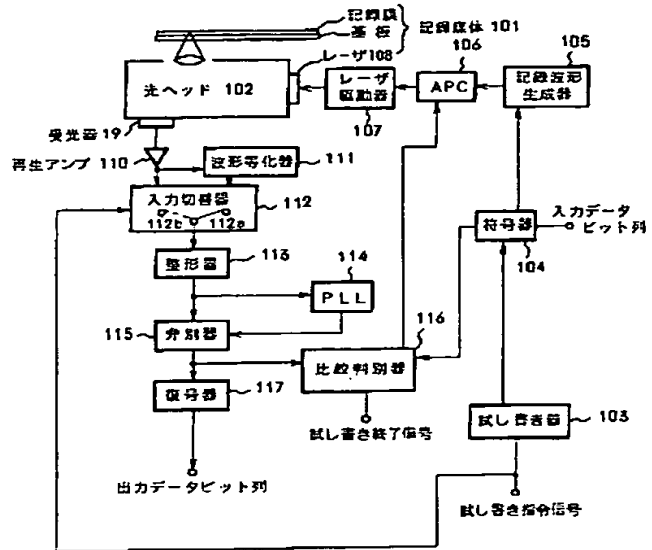 記録膜
基板
記録媒体 101
レーザ108
106
105
光ヘッド 102
レーザ
駆動器
APC
記録波形
生成器
107
受光器 19
再生アンプ 110
波形等化器
111
入力切替器
112b
112a
112
入力データ
ビット列
符号器
104
整形器
113
114
PLL
116
115
弁別器
比較判別器
復号器
117
試し書き器
103
試し書き終了信号
出力データビット列
試し書き指令信号